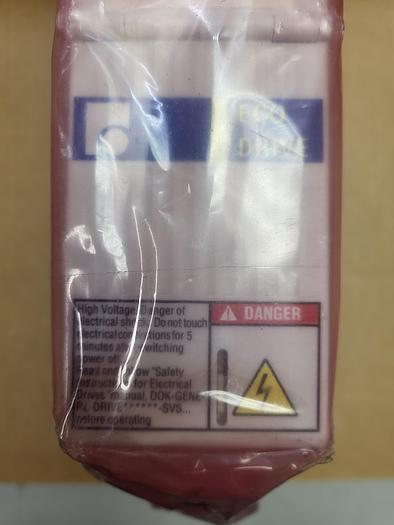 ECO
DRIVE
High Voltage. Danger of
electrical shock. Do not touch
electrical connections for 5
minutes after switching
power off.
Read and follow "Safety
Instructions for Electrical
Drives" manual, DOK-GENE
-SV5...
before operating
DANGER